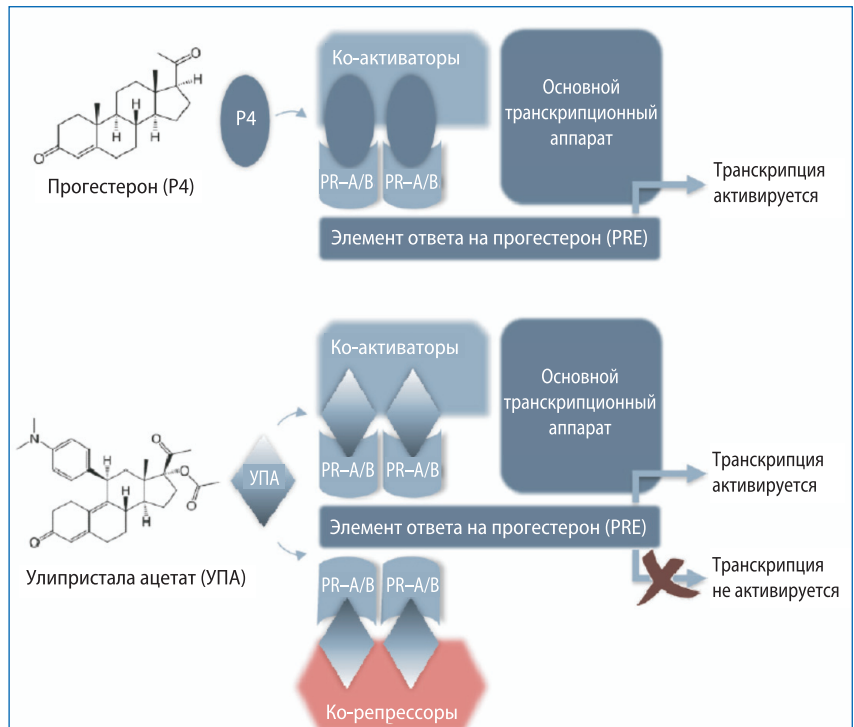 O
H
H
H
H
O
Прогестерон (P4)
P4
Ко-активаторы
PR–A/B
PR–A/B
Основной
транскрипционный
аппарат
Транскрипция
активируется
Элемент ответа на прогестерон (PRE)
N
O
O
O
H
H
H
O
Улипристала ацетат (УПА)
УПА
Ко-активаторы
PR–A/B
PR–A/B
Основной
транскрипционный
аппарат
Транскрипция
активируется
Элемент ответа на прогестерон (PRE)
Транскрипция
не активируется
PR–A/B
PR–A/B
Ко-репрессоры